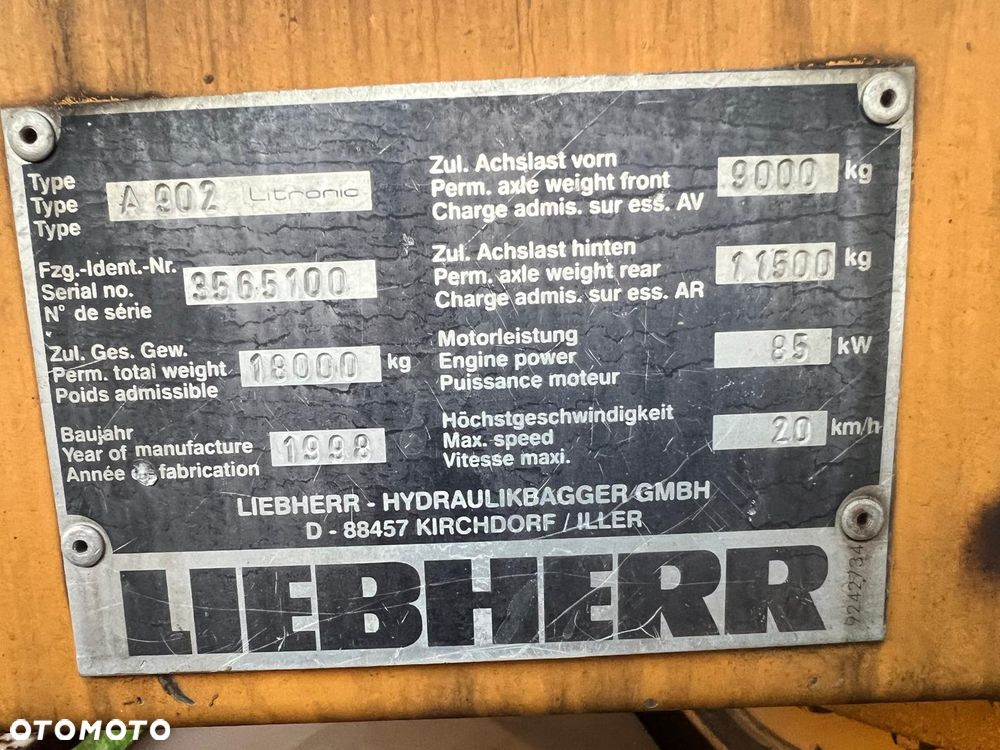 Type
Type
Type
A 902 Litronic
Fzg.-Ident.-Nr.
Serial no.
N° de série
3565100
Zul. Ges. Gew.
Perm. total weight
Poids admissible
18000 kg
Baujahr
Year of manufacture
Année de fabrication
1998
Zul. Achslast vorn
Perm. axle weight front
Charge admis. sur ess. AV
9000 kg
Zul. Achslast hinten
Perm. axle weight rear
Charge admis. sur ess. AR
11500 kg
Motorleistung
Engine power
Puissance moteur
85 kW
Höchstgeschwindigkeit
Max. speed
Vitesse maxi.
20 km/h
LIEBHERR - HYDRAULIKBAGGER GMBH
D - 88457 KIRCHDORF / ILLER
LIEBHERR
9242734
OTOMOTO